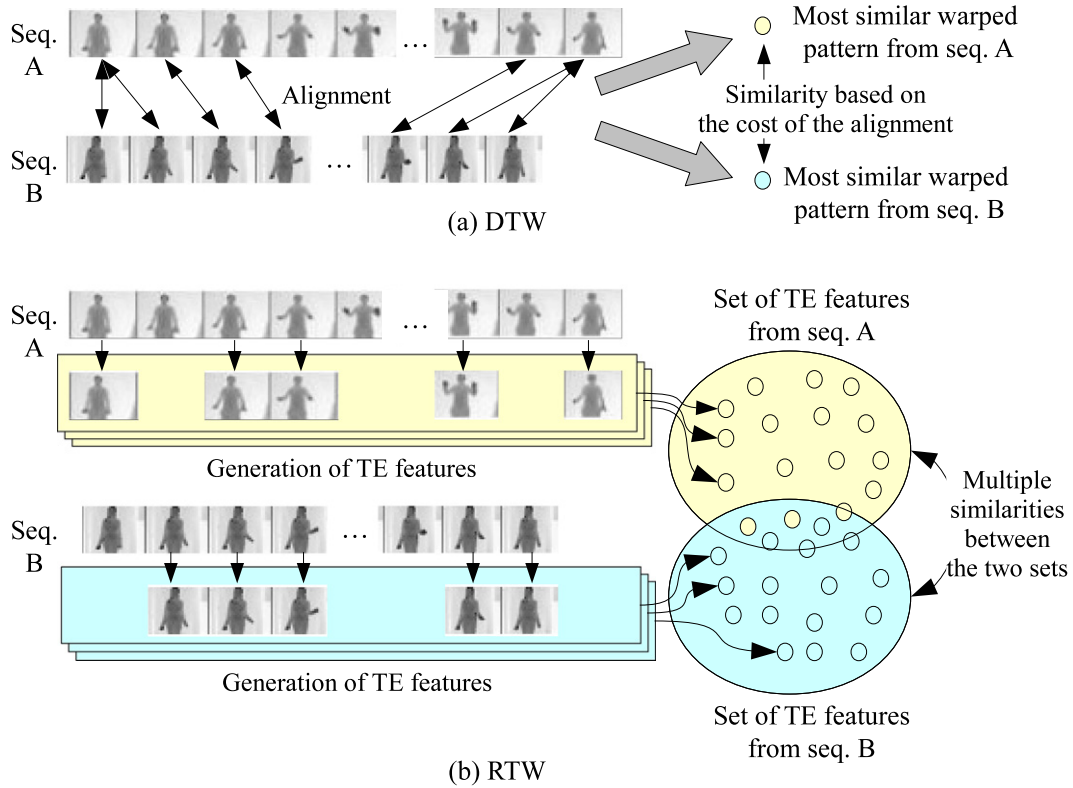 Seq.
A
...
Alignment
Seq.
B
...
Most similar warped
pattern from seq. A
Similarity based on
the cost of the alignment
Most similar warped
pattern from seq. B
(a) DTW
Seq.
A
...
Generation of TE features
Set of TE features
from seq. A
Seq.
B
...
Generation of TE features
Multiple
similarities
between
the two sets
Set of TE features
from seq. B
(b) RTW